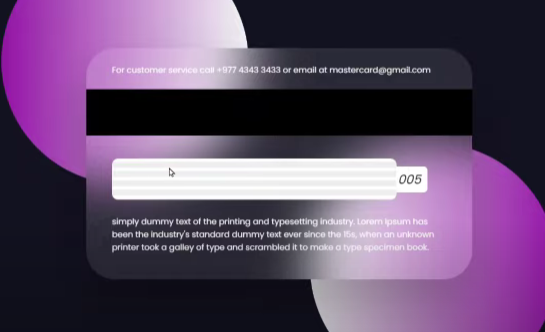 For customer service call +977 4343 3433 or email at mastercard@gmail.com
005
simply dummy text of the printing and typesetting industry. Lorem Ipsum has
been the industry's standard dummy text ever since the 15s, when an unknown
printer took a galley of type and scrambled it to make a type specimen book.